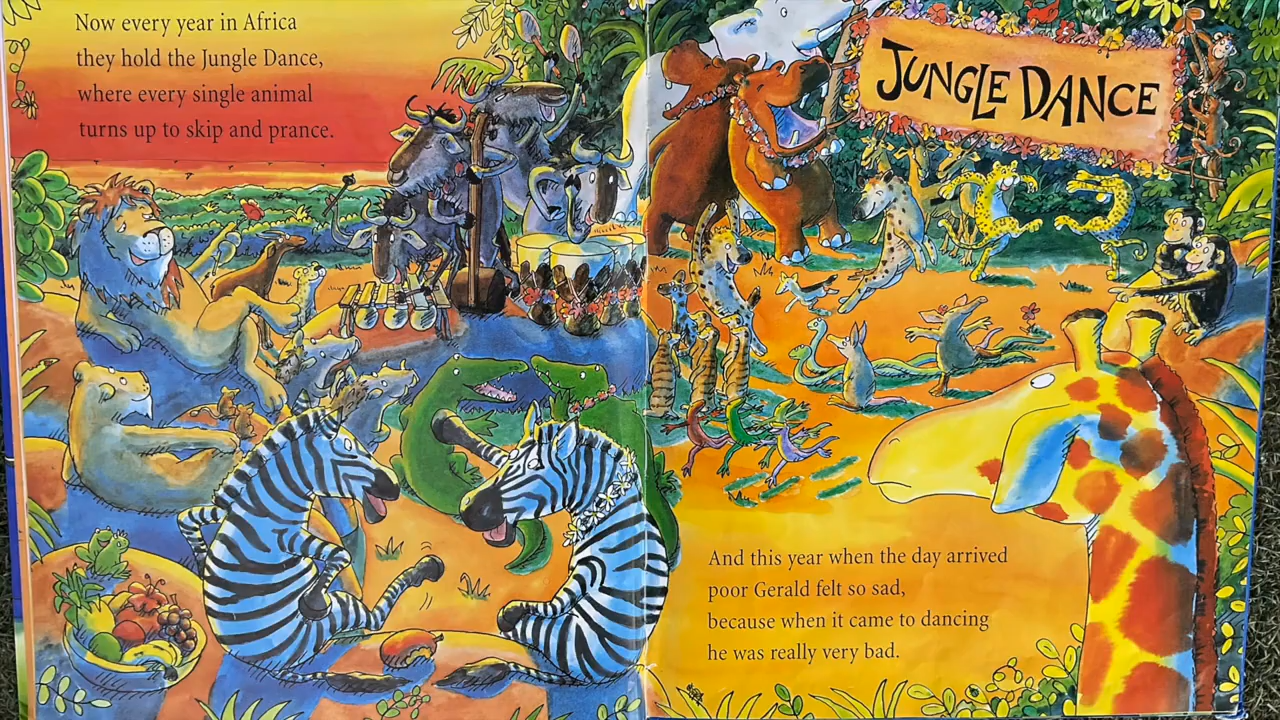 Now every year in Africa
they hold the Jungle Dance,
where every single animal
turns up to skip and prance.
JUNGLE DANCE
And this year when the day arrived
poor Gerald felt so sad,
because when it came to dancing
he was really very bad.